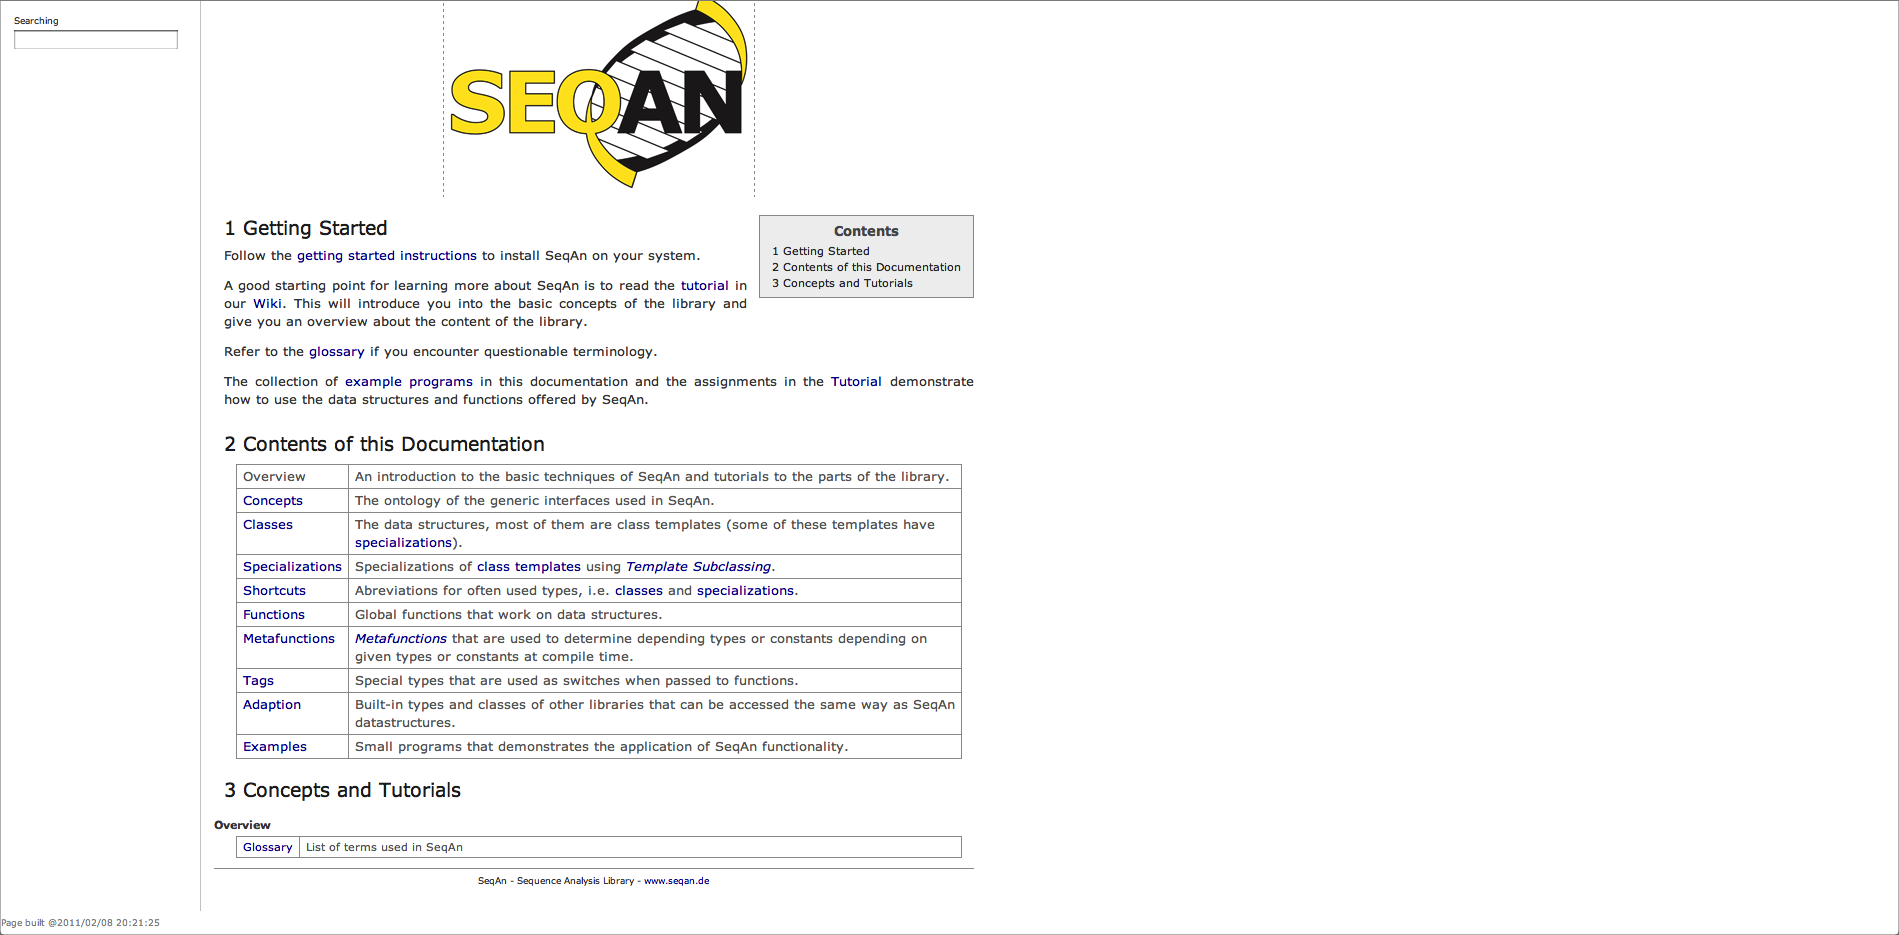 Searching
SEQAN
1 Getting Started
Follow the getting started instructions to install SeqAn on your system.
A good starting point for learning more about SeqAn is to read the tutorial in
our Wiki. This will introduce you into the basic concepts of the library and
give you an overview about the content of the library.
Refer to the glossary if you encounter questionable terminology.
The collection of example programs in this documentation and the assignments in the Tutorial demonstrate
how to use the data structures and functions offered by SeqAn.
Contents
1 Getting Started
2 Contents of this Documentation
3 Concepts and Tutorials
2 Contents of this Documentation
Overview An introduction to the basic techniques of SeqAn and tutorials to the parts of the library.
Concepts The ontology of the generic interfaces used in SeqAn.
Classes The data structures, most of them are class templates (some of these templates have
specializations).
Specializations Specializations of class templates using Template Subclassing.
Shortcuts Abreviations for often used types, i.e. classes and specializations.
Functions Global functions that work on data structures.
Metafunctions Metafunctions that are used to determine depending types or constants depending on
given types or constants at compile time.
Tags Special types that are used as switches when passed to functions.
Adaption Built-in types and classes of other libraries that can be accessed the same way as SeqAn
datastructures.
Examples Small programs that demonstrates the application of SeqAn functionality.
3 Concepts and Tutorials
Overview
Glossary List of terms used in SeqAn
SeqAn - Sequence Analysis Library - www.seqan.de
Page built @2011/02/08 20:21:25